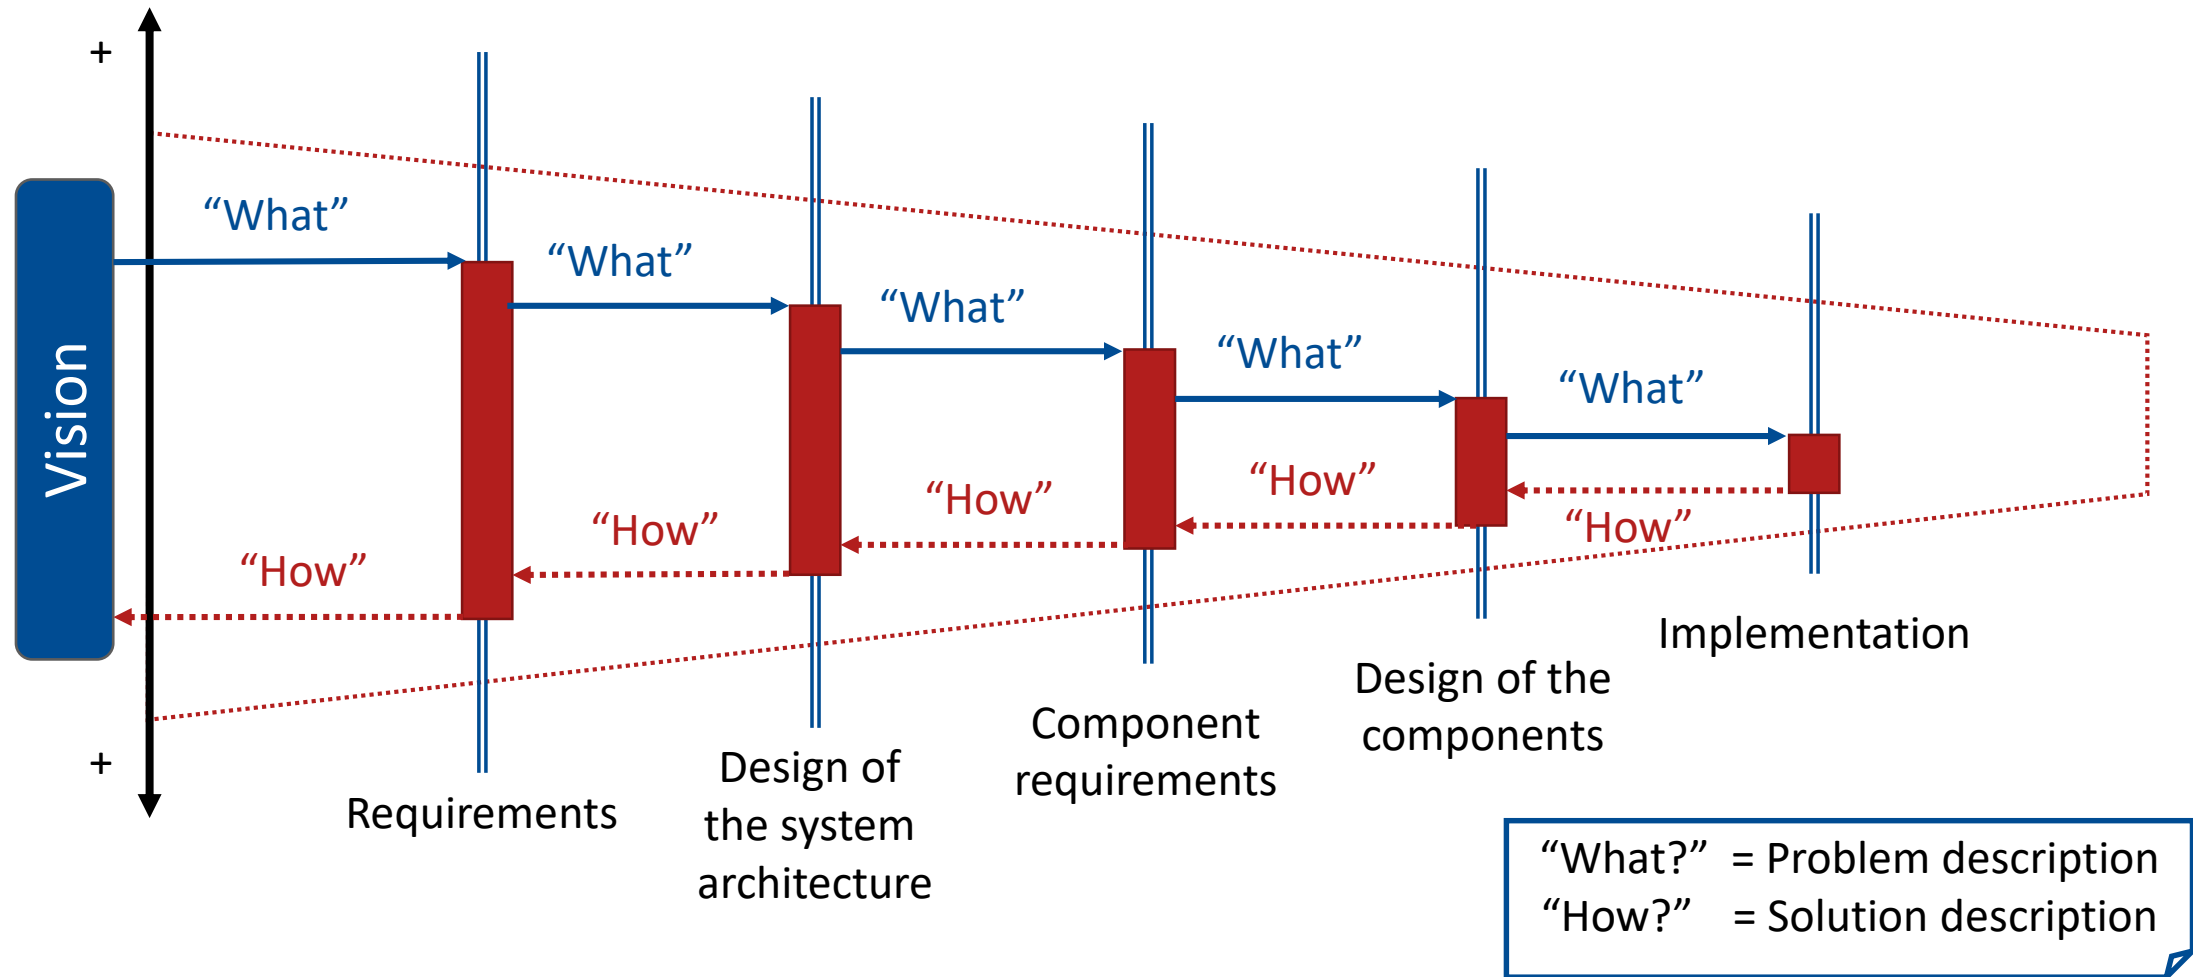 +
“What”
“What”
“What”
“What”
“What”
Vision
“How”
“How”
“How”
“How”
“How”
+
Requirements
Design of
the system
architecture
Component
requirements
Design of the
components
Implementation
“What?” = Problem description
“How?” = Solution description